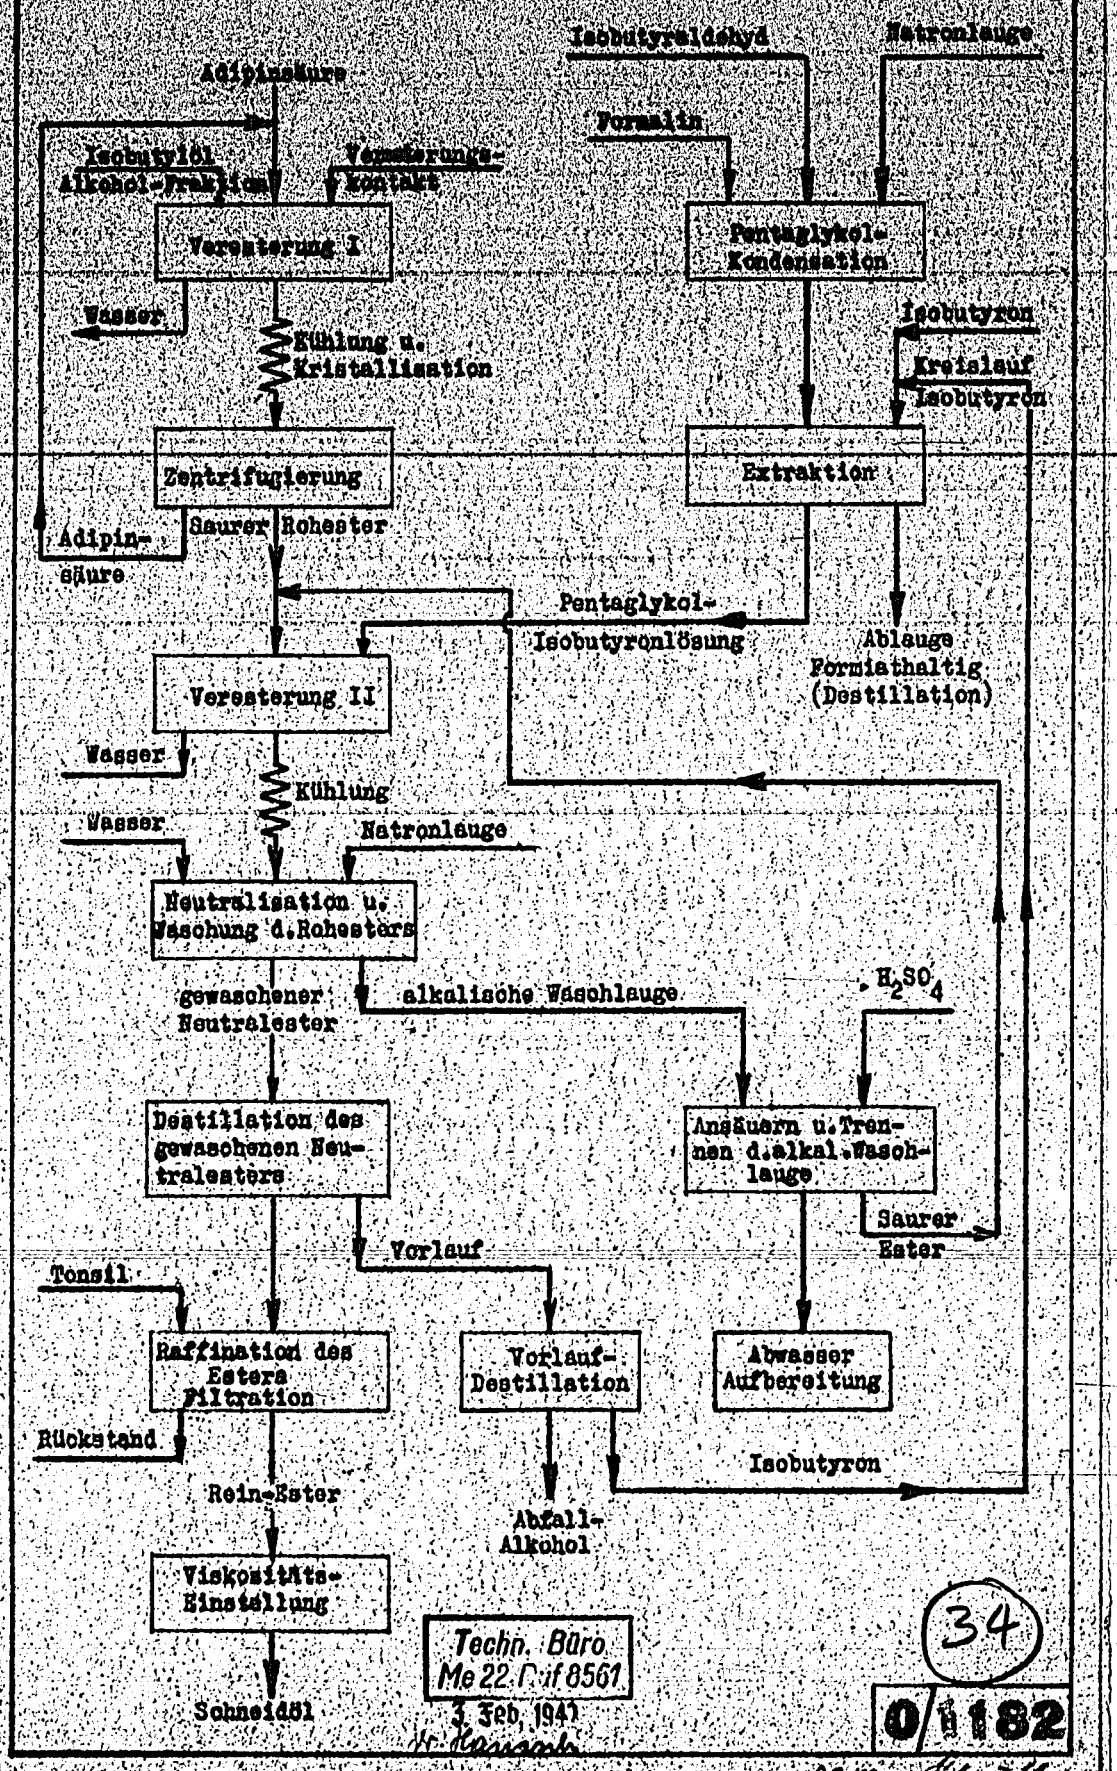 Isobutyraldehyd
Natronlauge
Adipinsäure
Formalin
Isobutylöl
Alkohol-Fraktion
Veresterungs-
kontakt
Veresterung I
Pentaglykol-
Kondensation
Wasser
Kühlung u.
Kristallisation
Isobutyron
Kreislauf
Isobutyron
Zentrifugierung
Extraktion
Saurer Rohester
Adipin-
säure
Pentaglykol-
Isobutyronlösung
Ablauge
Formiathaltig
(Destillation)
Veresterung II
Wasser
Kühlung
Wasser
Natronlauge
Neutralisation u.
Waschung d.Rohesters
gewaschener
Neutralester
alkalische Waschlauge
H2SO4
Destillation des
gewaschenen Neu-
tralesters
Ansäuern u.Tren-
nen d.alkal.Wasch-
lauge
Saurer
Ester
Vorlauf
Tonsil
Raffination des
Esters
Filtration
Vorlauf-
Destillation
Abwasser
Aufbereitung
Rückstand
Isobutyron
Rein-Ester
Abfall-
Alkohol
Viskositäts-
Einstellung
Schneidöl
Techn. Büro
Me 22 8561
3. Feb. 1941
34
182